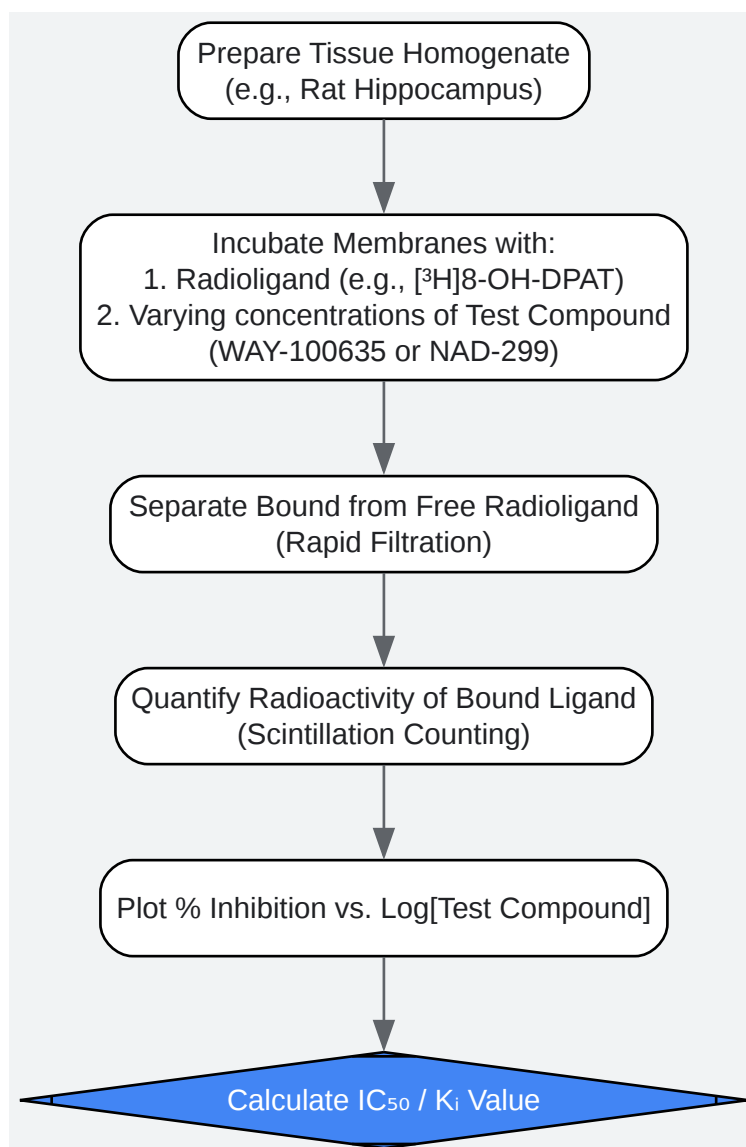 Prepare Tissue Homogenate
(e.g., Rat Hippocampus)
Incubate Membranes with:
1. Radioligand (e.g., [³H]8-OH-DPAT)
2. Varying concentrations of Test Compound
(WAY-100635 or NAD-299)
Separate Bound from Free Radioligand
(Rapid Filtration)
Quantify Radioactivity of Bound Ligand
(Scintillation Counting)
Plot % Inhibition vs. Log[Test Compound]
Calculate IC₅₀ / Kᵢ Value